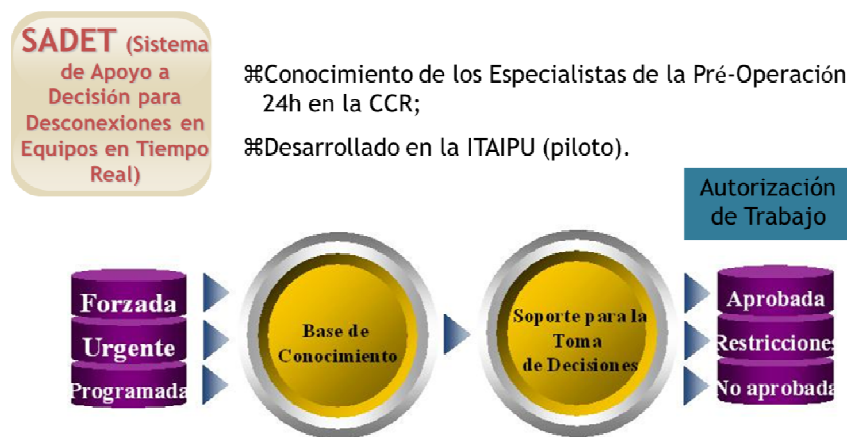 SADET (Sistema
de Apoyo a
Decisión para
Desconexiones en
Equipos en Tiempo
Real)
⌘Conocimiento de los Especialistas de la Pré-Operación
24h en la CCR;
⌘Desarrollado en la ITAIPU (piloto).
Autorización
de Trabajo
Forzada
Urgente
Programada
Base de
Conocimiento
Soporte para la
Toma
de Decisiones
Aprobada
Restricciones
No aprobada